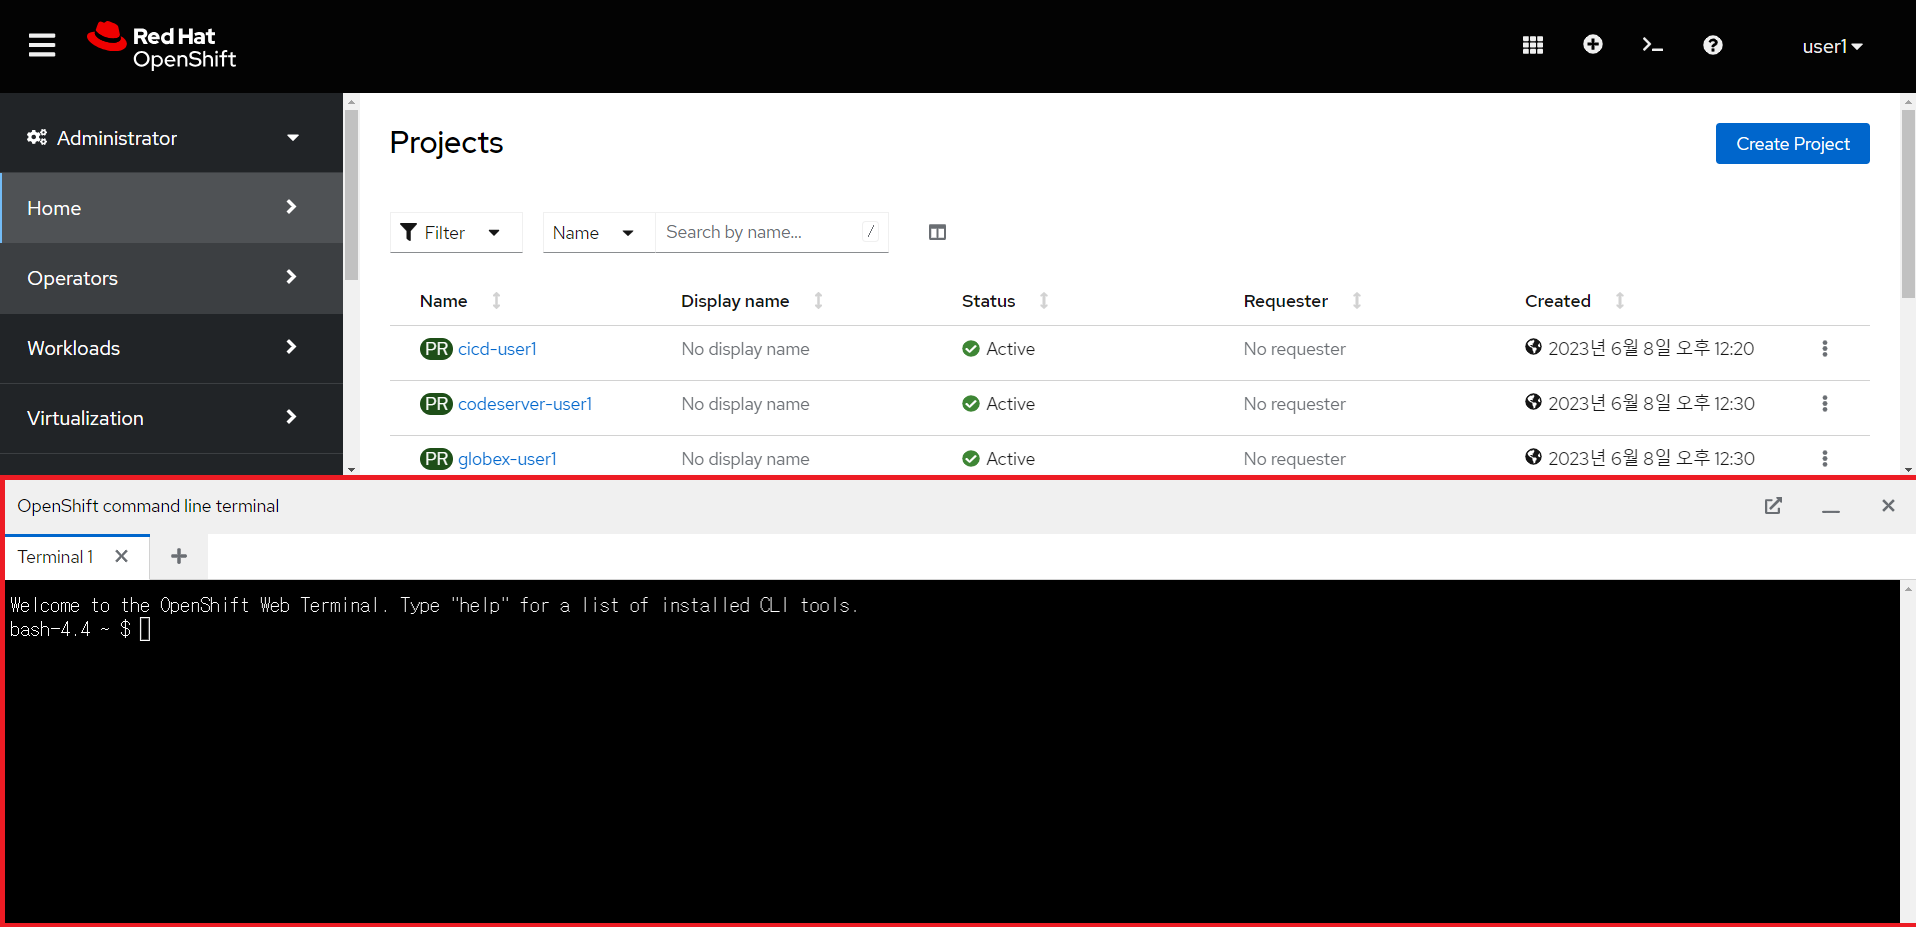 Red Hat
OpenShift
user1
Administrator
Home
Operators
Workloads
Virtualization
Projects
Create Project
Filter
Name
Search by name...
/
Name Display name Status Requester Created
PR cicd-user1 No display name Active No requester 2023년 6월 8일 오후 12:20
PR codeserver-user1 No display name Active No requester 2023년 6월 8일 오후 12:30
PR globex-user1 No display name Active No requester 2023년 6월 8일 오후 12:30
OpenShift command line terminal
Terminal 1
Welcome to the OpenShift Web Terminal. Type "help" for a list of installed CLI tools.
bash-4.4 ~ $